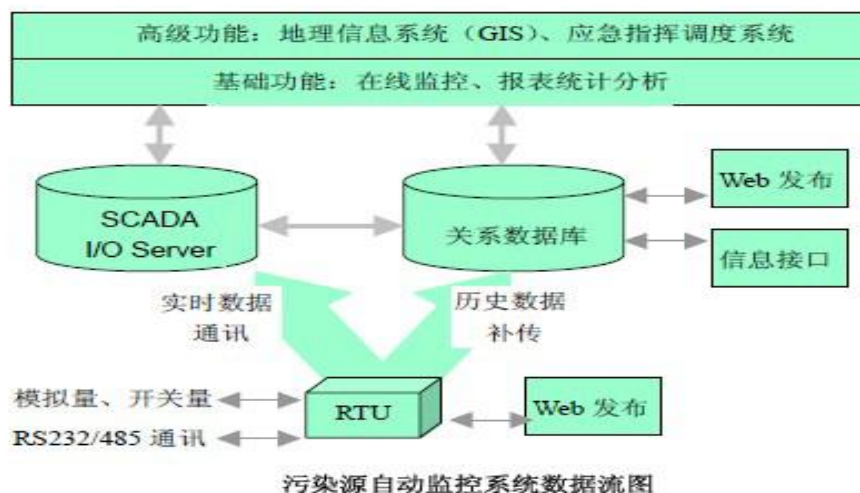 高级功能：地理信息系统（GIS）、应急指挥调度系统
基础功能：在线监控、报表统计分析
SCADA
I/O Server
关系数据库
Web 发布
信息接口
实时数据
通讯
历史数据
补传
模拟量、开关量
RS232/485 通讯
RTU
Web 发布
污染源自动监控系统数据流图